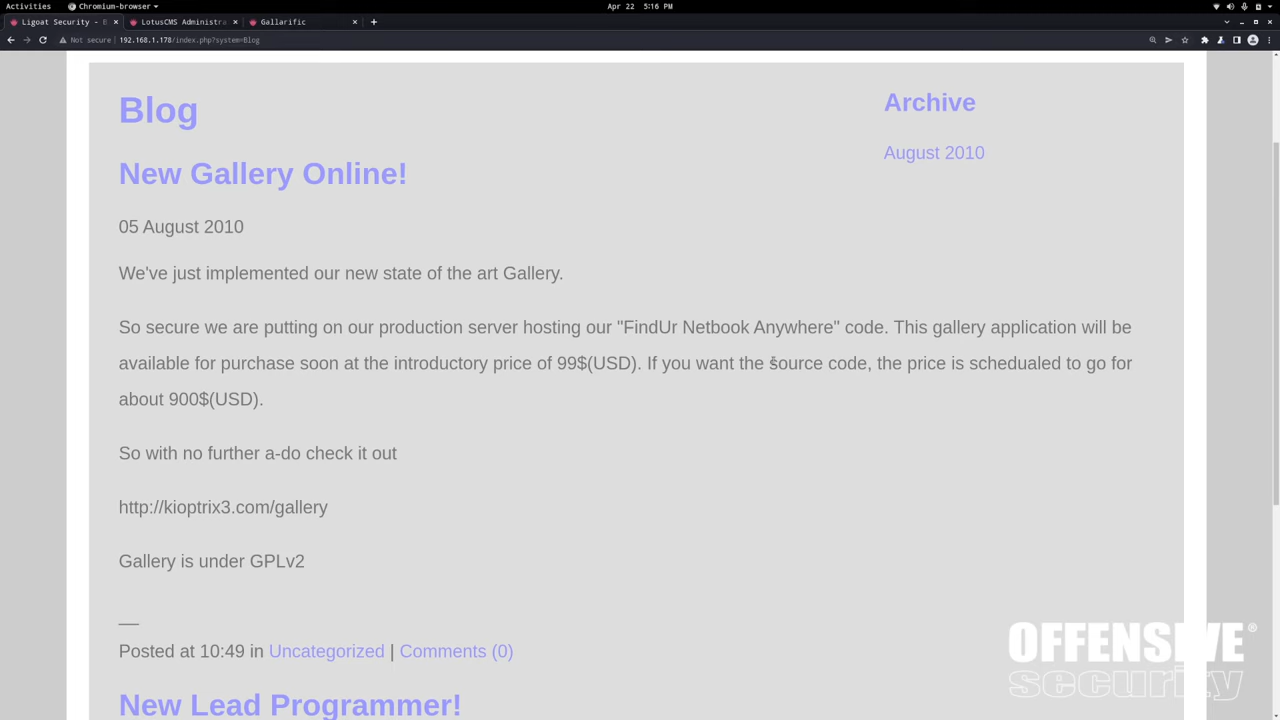 Activities
Chromium-browser
Apr 22 5:16 PM
Ligoat Security - B
LotusCMS Administra
Gallarific
Not secure
192.168.1.178/index.php?system=Blog
Blog
Archive
August 2010
New Gallery Online!
05 August 2010
We've just implemented our new state of the art Gallery.
So secure we are putting on our production server hosting our "FindUr Netbook Anywhere" code. This gallery application will be
available for purchase soon at the introductory price of 99$(USD). If you want the source code, the price is schedualed to go for
about 900$(USD).
So with no further a-do check it out
http://kioptrix3.com/gallery
Gallery is under GPLv2
__
Posted at 10:49 in Uncategorized | Comments (0)
New Lead Programmer!
OFFENSIVE®
security